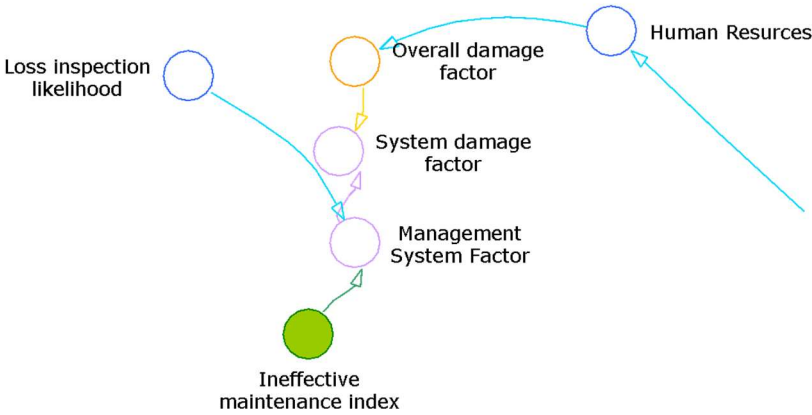 Human Resurces
Overall damage
factor
Loss inspection
likelihood
System damage
factor
Management
System Factor
Ineffective
maintenance index